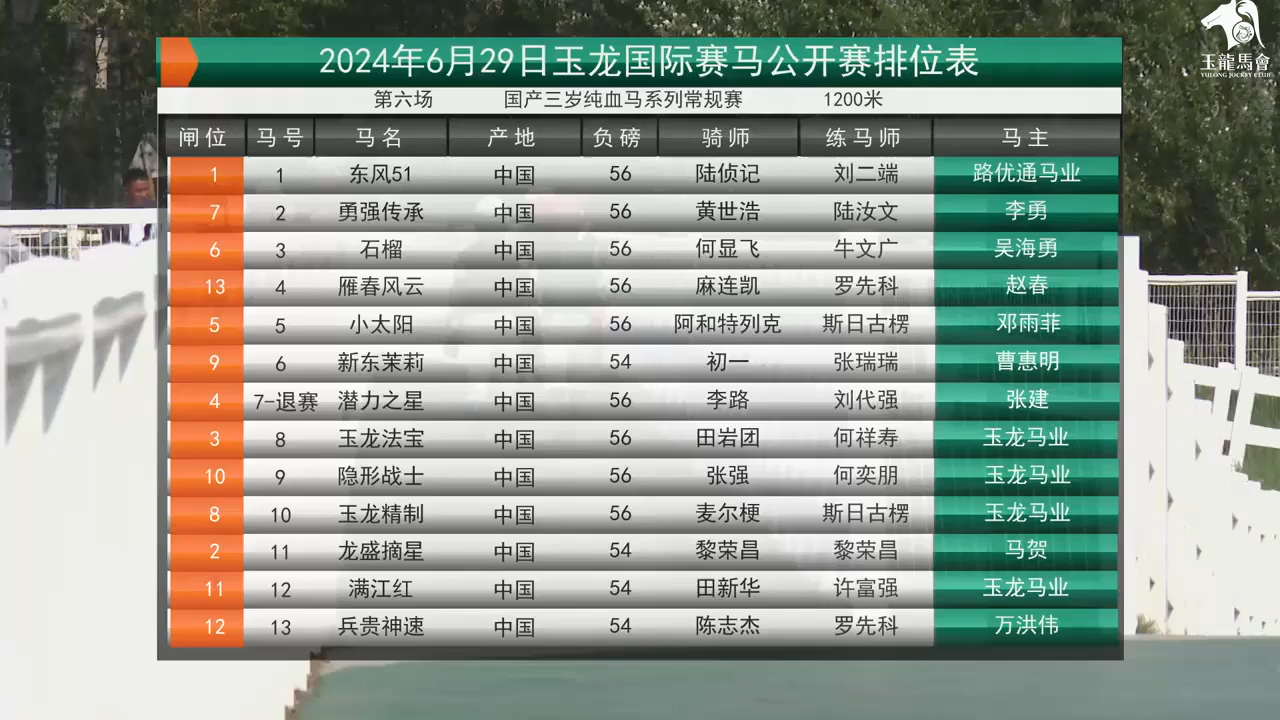 2024年6月29日玉龙国际赛马公开赛排位表
玉龍馬會
YULONG JOCKEY CLUB
第六场 国产三岁纯血马系列常规赛 1200米
闸位 马号 马名 产地 负磅 骑师 练马师 马主
1 1 东风51 中国 56 陆侦记 刘二端 路优通马业
7 2 勇强传承 中国 56 黄世浩 陆汝文 李勇
6 3 石榴 中国 56 何显飞 牛文广 吴海勇
13 4 雁春风云 中国 56 麻连凯 罗先科 赵春
5 5 小太阳 中国 56 阿和特列克 斯日古楞 邓雨菲
9 6 新东茉莉 中国 54 初一 张瑞瑞 曹惠明
4 7-退赛 潜力之星 中国 56 李路 刘代强 张建
3 8 玉龙法宝 中国 56 田岩团 何祥寿 玉龙马业
10 9 隐形战士 中国 56 张强 何奕朋 玉龙马业
8 10 玉龙精制 中国 56 麦尔梗 斯日古楞 玉龙马业
2 11 龙盛摘星 中国 54 黎荣昌 黎荣昌 马贺
11 12 满江红 中国 54 田新华 许富强 玉龙马业
12 13 兵贵神速 中国 54 陈志杰 罗先科 万洪伟